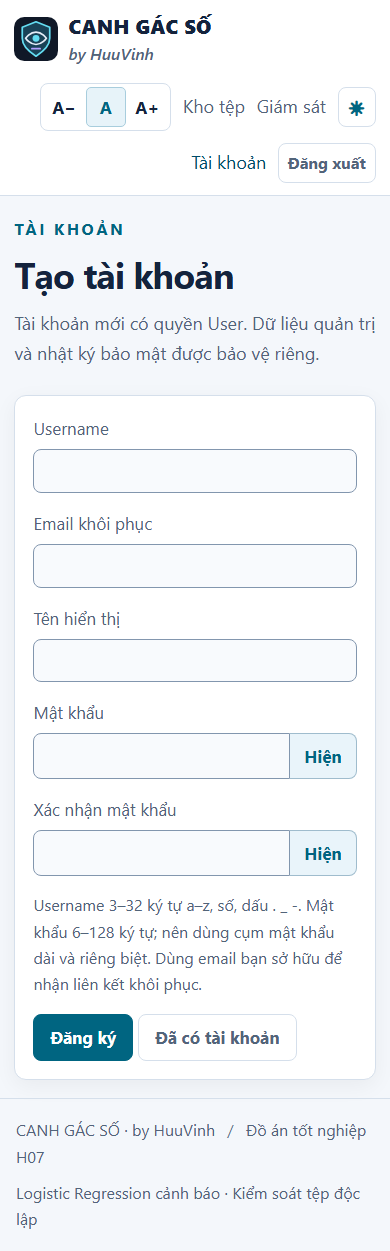 CANH GÁC SỐ
by HuuVinh
A− A A+ Kho tệp Giám sát
Tài khoản Đăng xuất
TÀI KHOẢN
Tạo tài khoản
Tài khoản mới có quyền User. Dữ liệu quản trị
và nhật ký bảo mật được bảo vệ riêng.
Username
Email khôi phục
Tên hiển thị
Mật khẩu
Hiện
Xác nhận mật khẩu
Hiện
Username 3–32 ký tự a–z, số, dấu . _ -. Mật
khẩu 6–128 ký tự; nên dùng cụm mật khẩu
dài và riêng biệt. Dùng email bạn sở hữu để
nhận liên kết khôi phục.
Đăng ký Đã có tài khoản
CANH GÁC SỐ · by HuuVinh / Đồ án tốt nghiệp
H07
Logistic Regression cảnh báo · Kiểm soát tệp độc
lập